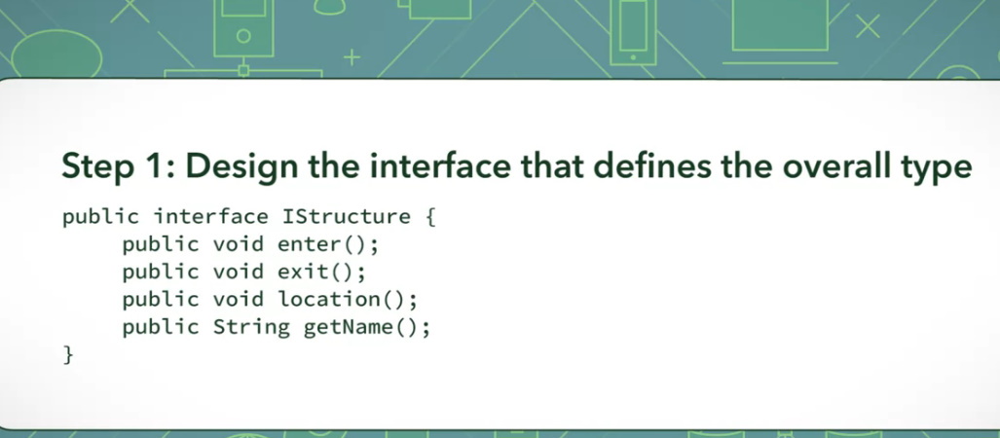 Step 1: Design the interface that defines the overall type
public interface IStructure {
public void enter();
public void exit();
public void location();
public String getName();
}